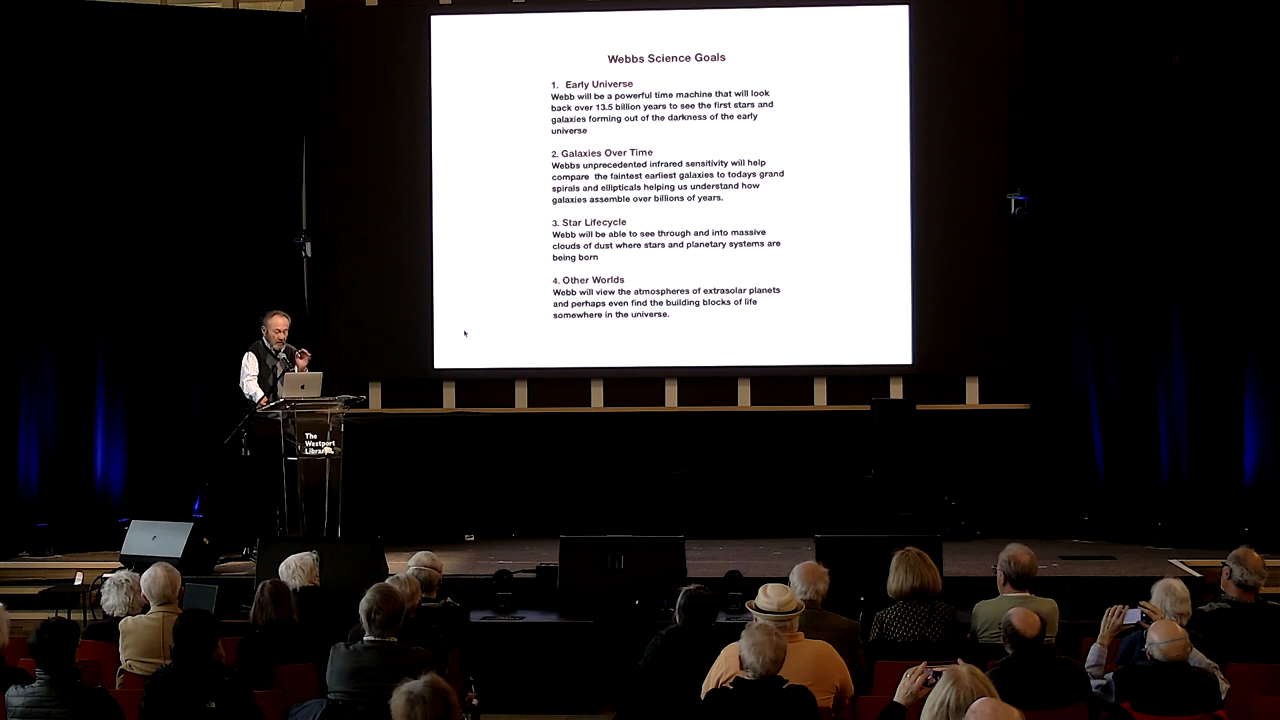 Webbs Science Goals
1. Early Universe
Webb will be a powerful time machine that will look
back over 13.5 billion years to see the first stars and
galaxies forming out of the darkness of the early
universe
2. Galaxies Over Time
Webbs unprecedented infrared sensitivity will help
compare the faintest earliest galaxies to todays grand
spirals and ellipticals helping us understand how
galaxies assemble over billions of years.
3. Star Lifecycle
Webb will be able to see through and into massive
clouds of dust where stars and planetary systems are
being born
4. Other Worlds
Webb will view the atmospheres of extrasolar planets
and perhaps even find the building blocks of life
somewhere in the universe.
The
Westport
Library